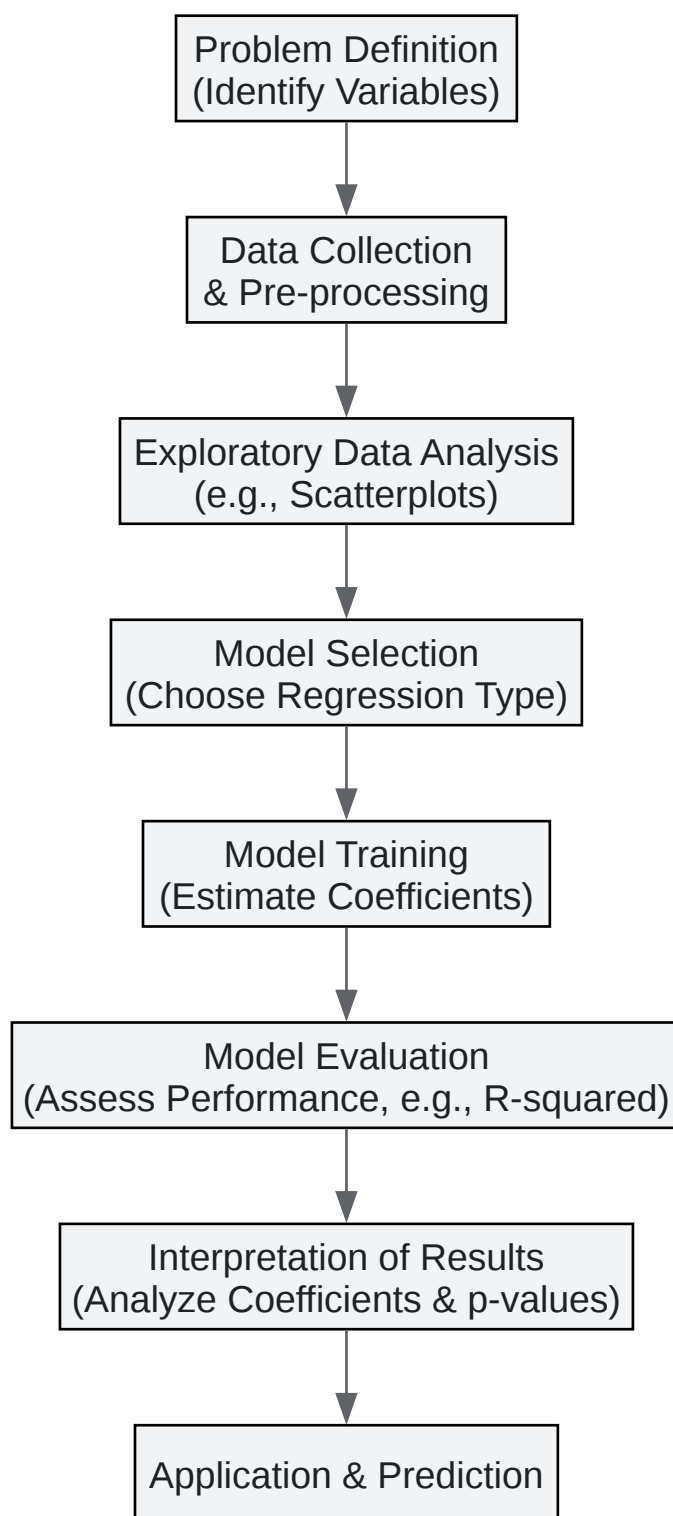 Problem Definition
(Identify Variables)
Data Collection
& Pre-processing
Exploratory Data Analysis
(e.g., Scatterplots)
Model Selection
(Choose Regression Type)
Model Training
(Estimate Coefficients)
Model Evaluation
(Assess Performance, e.g., R-squared)
Interpretation of Results
(Analyze Coefficients & p-values)
Application & Prediction